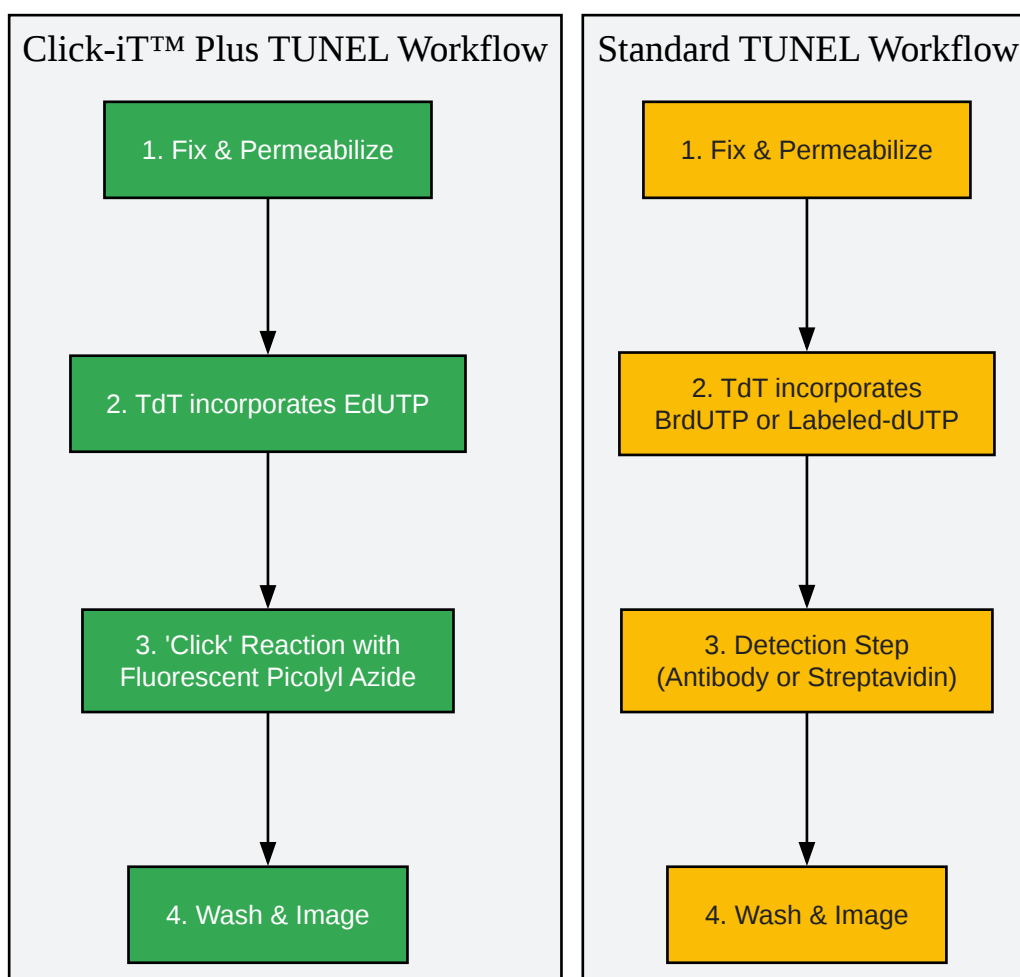 Click-iT™ Plus TUNEL Workflow
1. Fix & Permeabilize
2. TdT incorporates EdUTP
3. 'Click' Reaction with
Fluorescent Picolyl Azide
4. Wash & Image
Standard TUNEL Workflow
1. Fix & Permeabilize
2. TdT incorporates
BrdUTP or Labeled-dUTP
3. Detection Step
(Antibody or Streptavidin)
4. Wash & Image